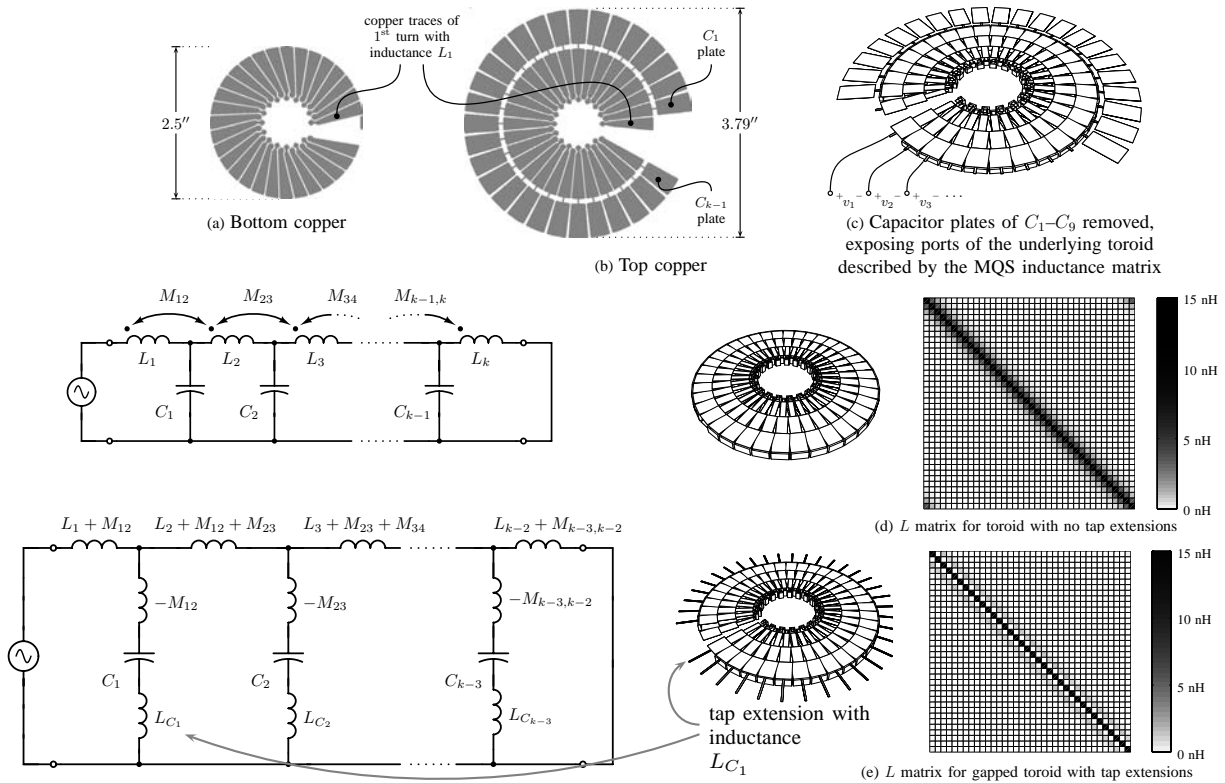 copper traces of
1st turn with
inductance L1
2.5″
(a) Bottom copper
C1
plate
3.79″
Ck−1
plate
(b) Top copper
+ v1 − + v2 − + v3 − · · ·
(c) Capacitor plates of C1–C9 removed,
exposing ports of the underlying toroid
described by the MQS inductance matrix
M12 M23 M34 Mk−1,k
L1 L2 L3 Lk
C1 C2 Ck−1
15 nH
10 nH
5 nH
0 nH
(d) L matrix for toroid with no tap extensions
L1 + M12 L2 + M12 + M23 L3 + M23 + M34 Lk−2 + Mk−3,k−2
−M12 −M23 −Mk−3,k−2
C1 C2 Ck−3
LC1 LC2 LCk−3
tap extension with
inductance
LC1
15 nH
10 nH
5 nH
0 nH
(e) L matrix for gapped toroid with tap extensions